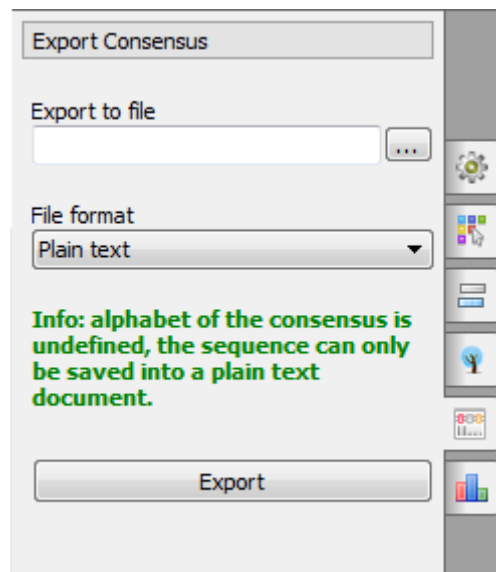 Export Consensus
Export to file
...
File format
Plain text
Info: alphabet of the consensus is
undefined, the sequence can only
be saved into a plain text
document.
Export